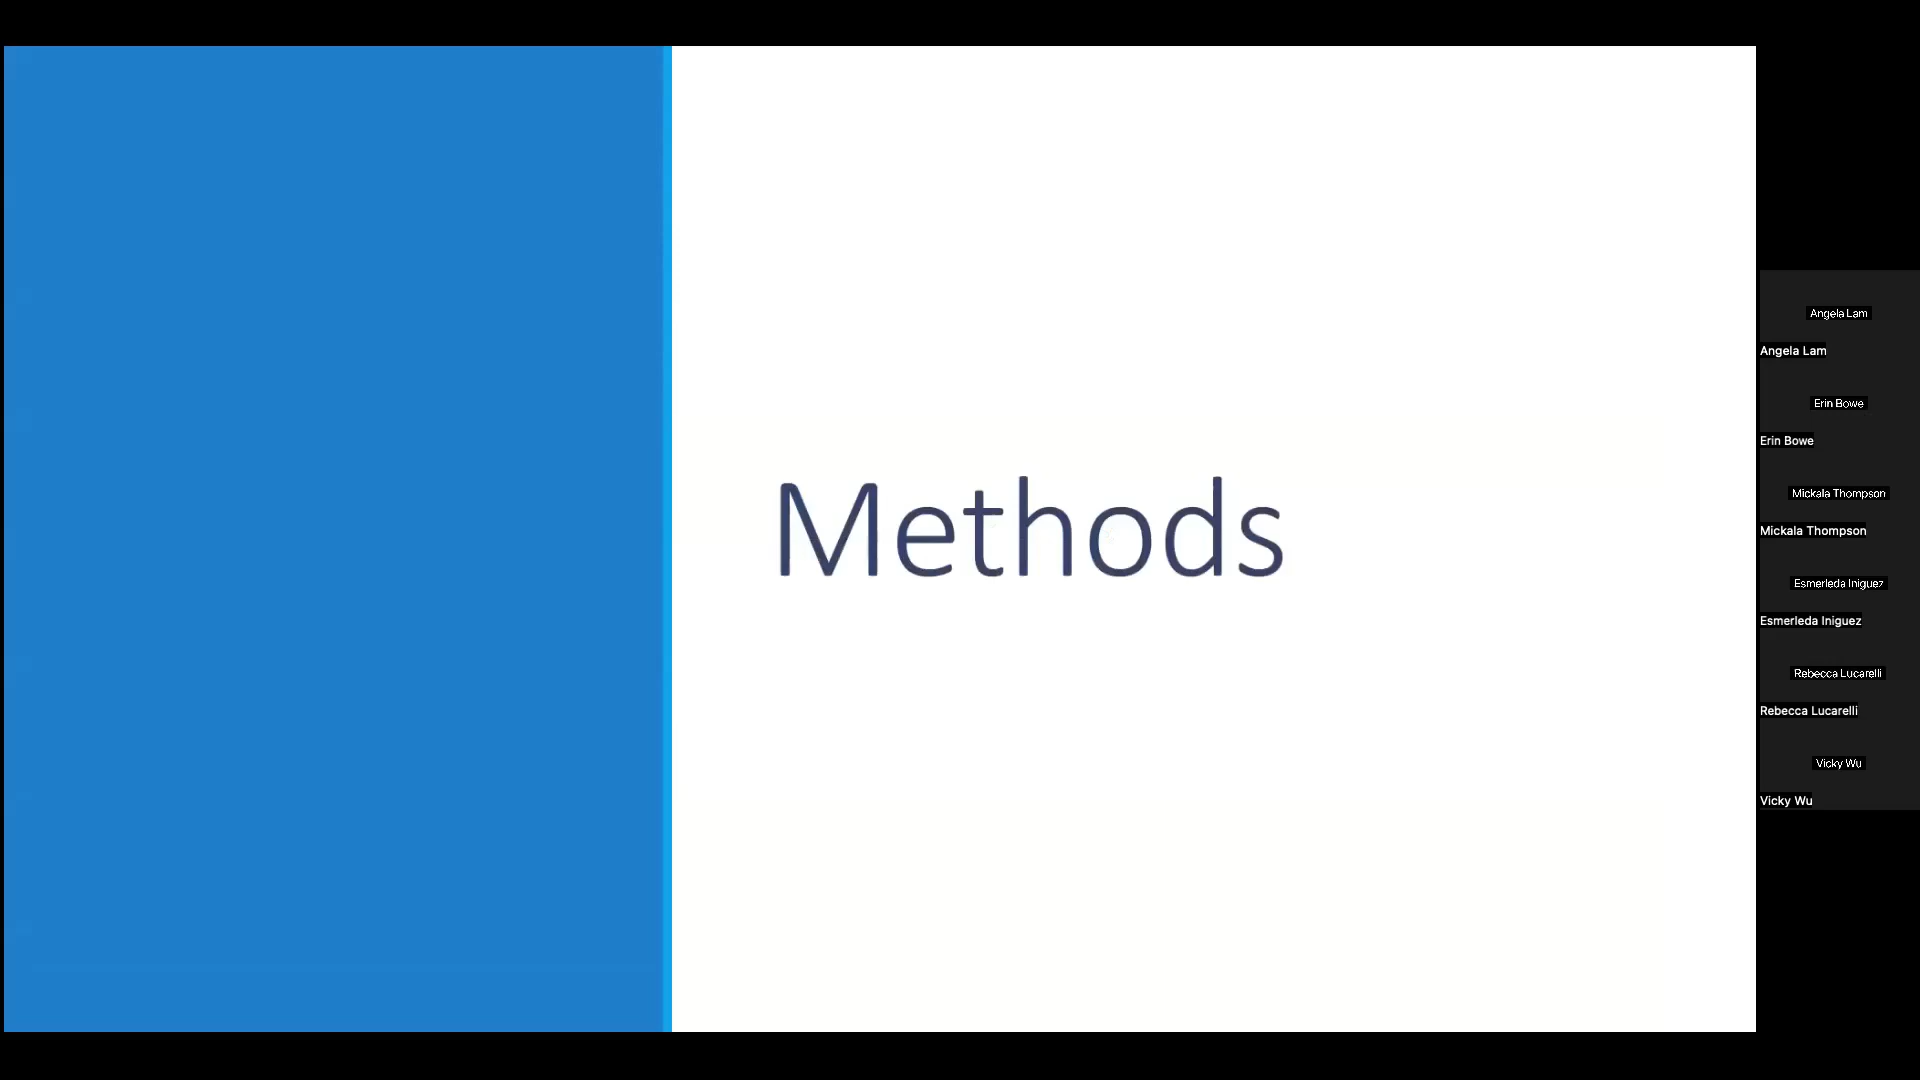 Methods
Angela Lam
Angela Lam
Erin Bowe
Erin Bowe
Mickala Thompson
Mickala Thompson
Esmerleda Iniguez
Esmerleda Iniguez
Rebecca Lucarelli
Rebecca Lucarelli
Vicky Wu
Vicky Wu